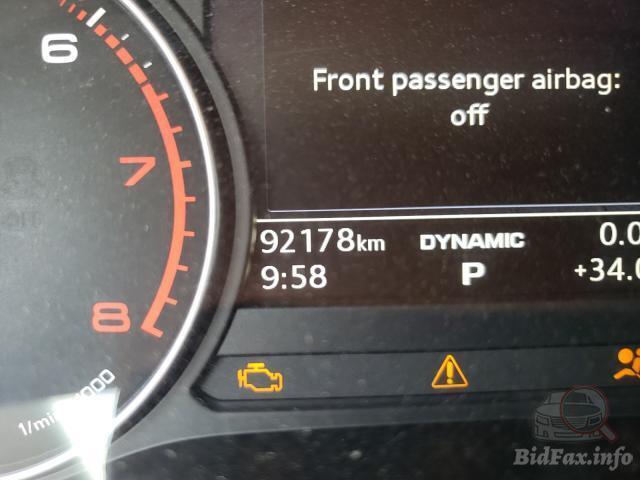 6
7
8
1/min x 1000
Front passenger airbag:
off
92178km DYNAMIC 0.0
9:58 P +34.0
BidFax.info